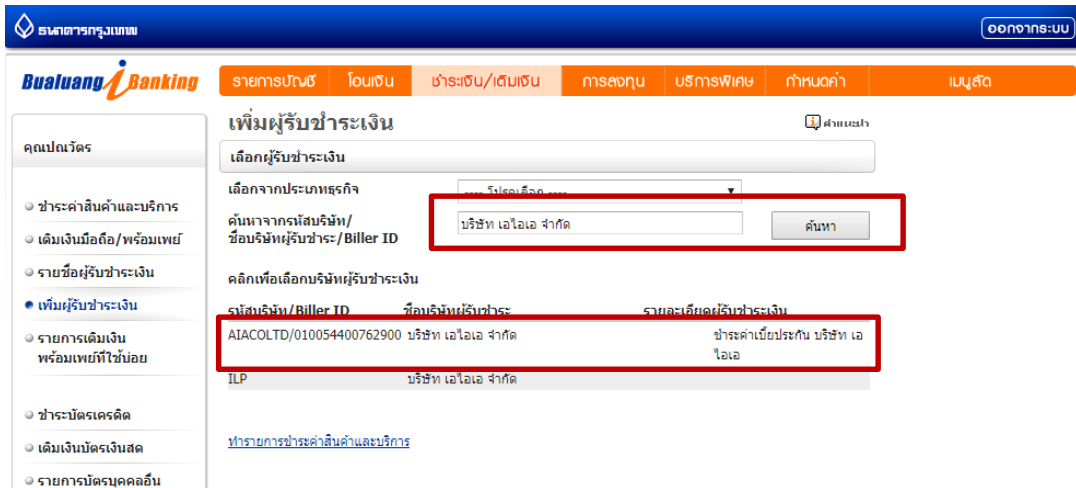 ธนาคารกรุงเทพ
ออกจากระบบ
Bualuang iBanking
รายการบัญชี โอนเงิน ชำระเงิน/เติมเงิน การลงทุน บริการพิเศษ กำหนดค่า เมนูลัด
คุณปณวัตร
ชำระค่าสินค้าและบริการ
เติมเงินมือถือ/พร้อมเพย์
รายชื่อผู้รับชำระเงิน
เพิ่มผู้รับชำระเงิน
รายการเติมเงิน
พร้อมเพย์ที่ใช้บ่อย
ชำระบัตรเครดิต
เติมเงินบัตรเงินสด
รายการบัตรบุคคลอื่น
เพิ่มผู้รับชำระเงิน
คำแนะนำ
เลือกผู้รับชำระเงิน
เลือกจากประเภทธุรกิจ ---- โปรดเลือก ----
ค้นหาจากรหัสบริษัท/
ชื่อบริษัทผู้รับชำระ/Biller ID
บริษัท เอไอเอ จำกัด ค้นหา
คลิกเพื่อเลือกบริษัทผู้รับชำระเงิน
รหัสบริษัท/Biller ID ชื่อบริษัทผู้รับชำระ รายละเอียดผู้รับชำระเงิน
AIACOLTD/010054400762900 บริษัท เอไอเอ จำกัด ชำระค่าเบี้ยประกัน บริษัท เอ
ไอเอ
ILP บริษัท เอไอเอ จำกัด
ทำรายการชำระค่าสินค้าและบริการ